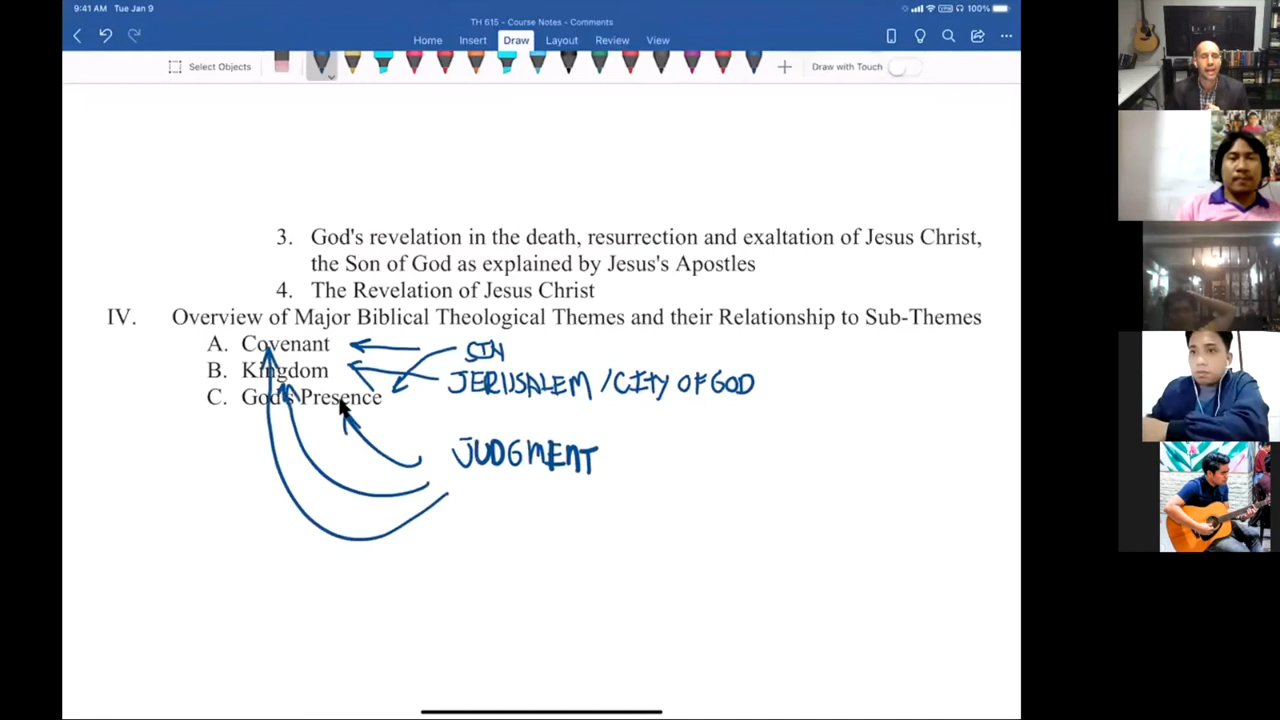 9:41 AM Tue Jan 9
100%
TH 615 - Course Notes - Comments
Home Insert Draw Layout Review View
Select Objects
Draw with Touch
3. God's revelation in the death, resurrection and exaltation of Jesus Christ,
the Son of God as explained by Jesus's Apostles
4. The Revelation of Jesus Christ
IV. Overview of Major Biblical Theological Themes and their Relationship to Sub-Themes
A. Covenant
SIN
B. Kingdom
JERUSALEM / CITY OF GOD
C. God's Presence
JUDGMENT